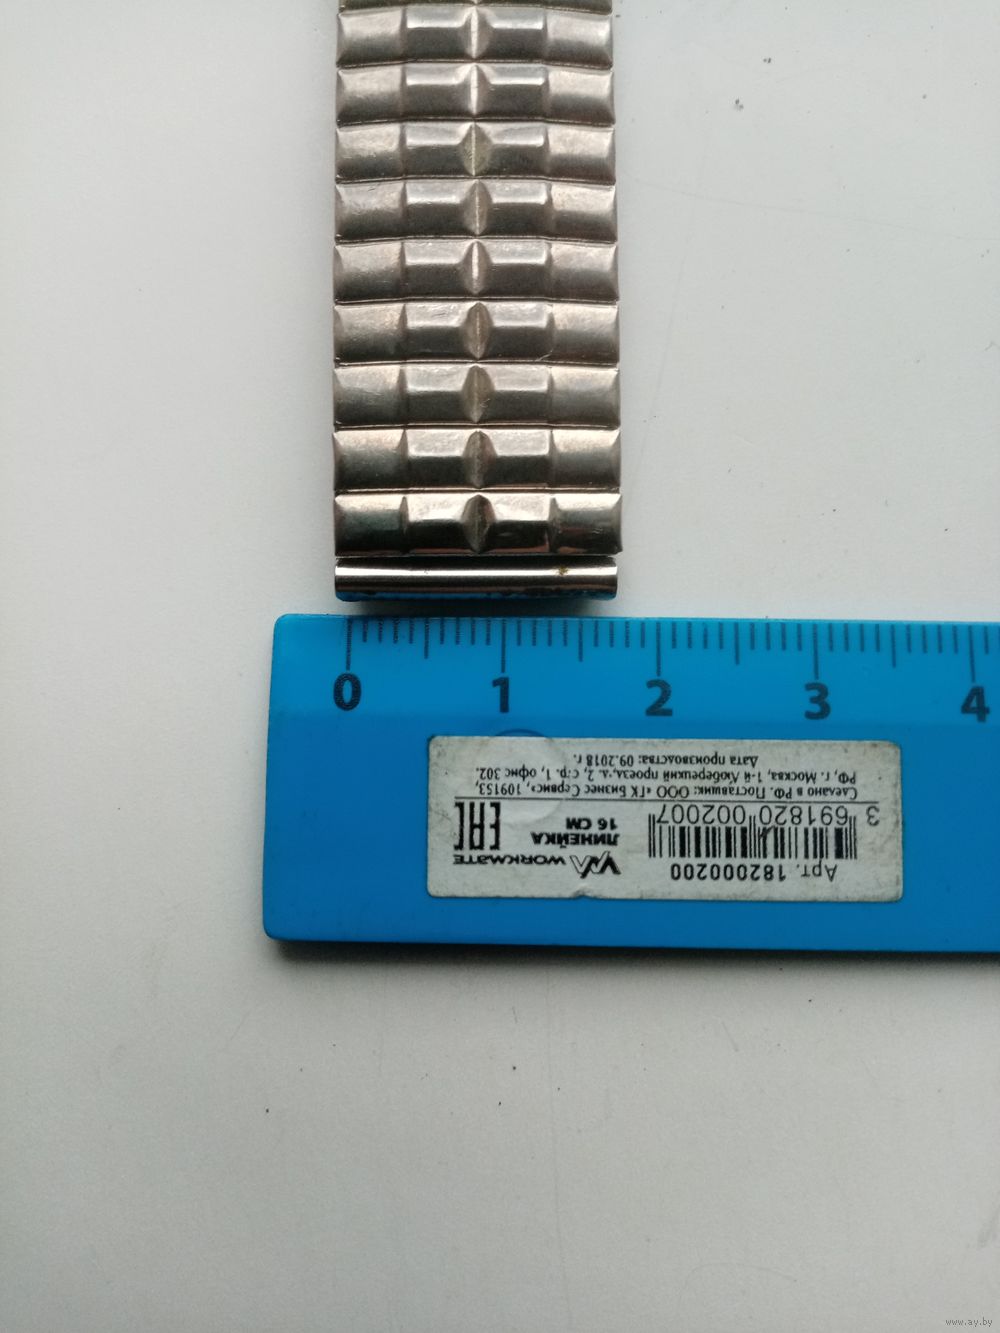 0 1 2 3 4
Арт. 182000200
3 691820 002007
WORKMATE
ЛИНЕЙКА
16 СМ
EAC
Сделано в РФ. Поставщик: ООО «ГК Бизнес Сервис», 109153,
РФ, г. Москва, 1-й Люберецкий проезд, д. 2, стр. 1, офис 302.
Дата производства: 09.2018 г.
www.ay.by